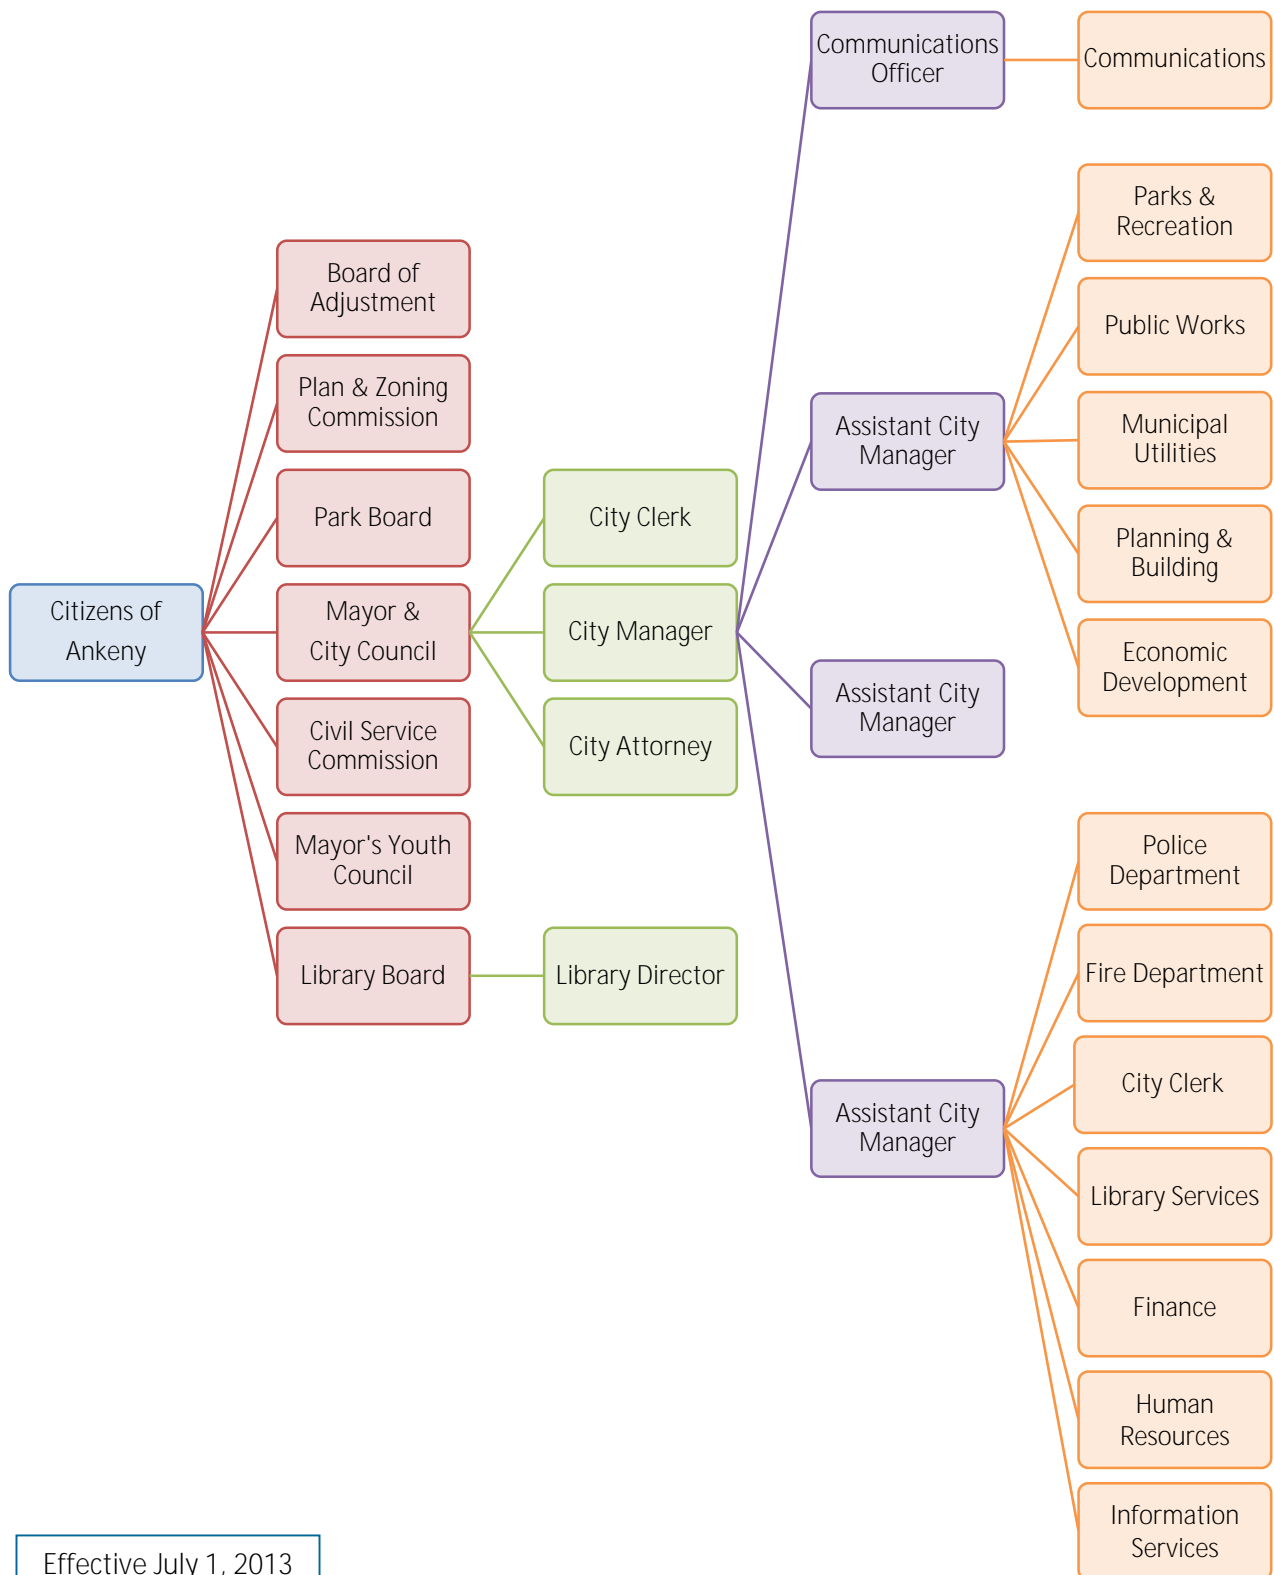 Citizens of
Ankeny
Board of
Adjustment
Plan & Zoning
Commission
Park Board
Mayor &
City Council
Civil Service
Commission
Mayor's Youth
Council
Library Board
City Clerk
City Manager
City Attorney
Library Director
Communications
Officer
Assistant City
Manager
Assistant City
Manager
Assistant City
Manager
Communications
Parks &
Recreation
Public Works
Municipal
Utilities
Planning &
Building
Economic
Development
Police
Department
Fire Department
City Clerk
Library Services
Finance
Human
Resources
Information
Services
Effective July 1, 2013